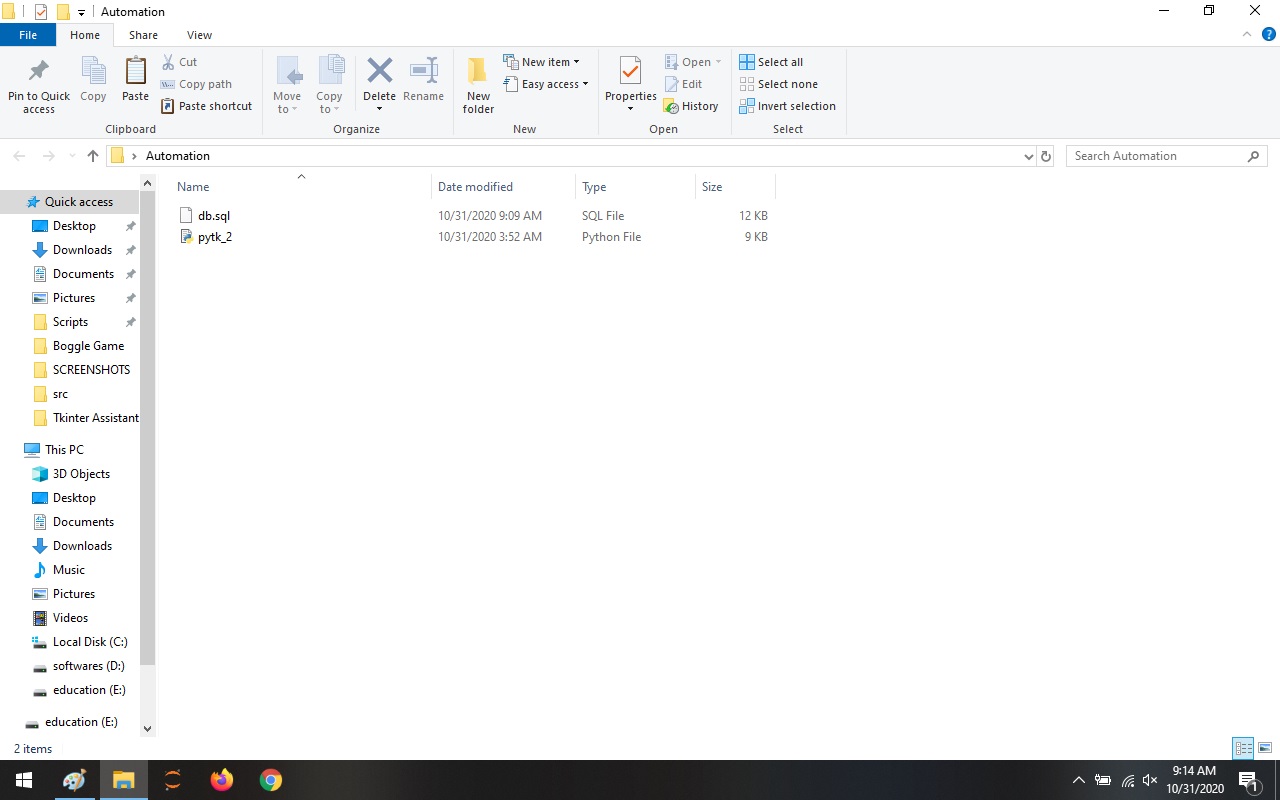 Automation
File Home Share View
Pin to Quick access
Copy
Paste
Cut
Copy path
Paste shortcut
Clipboard
Move to
Copy to
Delete
Rename
Organize
New folder
New item
Easy access
New
Properties
Open
Edit
History
Open
Select all
Select none
Invert selection
Select
Automation
Search Automation
Name Date modified Type Size
db.sql 10/31/2020 9:09 AM SQL File 12 KB
pytk_2 10/31/2020 3:52 AM Python File 9 KB
Quick access
Desktop
Downloads
Documents
Pictures
Scripts
Boggle Game
SCREENSHOTS
src
Tkinter Assistant
This PC
3D Objects
Desktop
Documents
Downloads
Music
Pictures
Videos
Local Disk (C:)
softwares (D:)
education (E:)
education (E:)
2 items
9:14 AM
10/31/2020
1